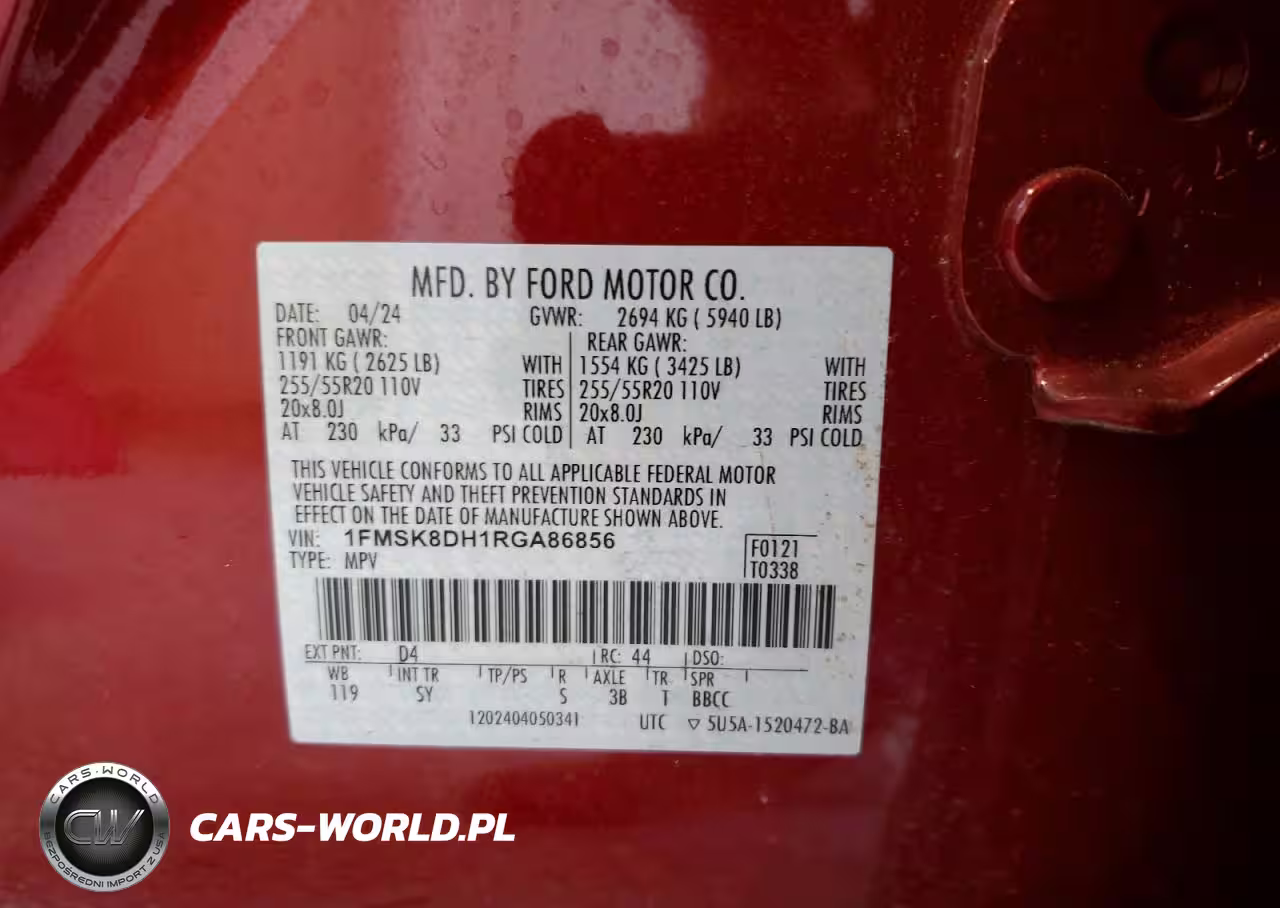 MFD. BY FORD MOTOR CO.
DATE: 04/24 GVWR: 2694 KG ( 5940 LB)
FRONT GAWR: REAR GAWR:
1191 KG ( 2625 LB) WITH 1554 KG ( 3425 LB) WITH
255/55R20 110V TIRES 255/55R20 110V TIRES
20x8.0J RIMS 20x8.0J RIMS
AT 230 kPa/ 33 PSI COLD AT 230 kPa/ 33 PSI COLD
THIS VEHICLE CONFORMS TO ALL APPLICABLE FEDERAL MOTOR
VEHICLE SAFETY AND THEFT PREVENTION STANDARDS IN
EFFECT ON THE DATE OF MANUFACTURE SHOWN ABOVE.
VIN: 1FMSK8DH1RGA86856
TYPE: MPV
F0121
T0338
EXT PNT: D4 RC: 44 DSO:
WB INT TR TP/PS R AXLE TR SPR
119 SY S 3B T BBCC
1202404050341 UTC ▽ 5U5A-1520472-BA
CARS-WORLD
CW
BEZPOŚREDNI IMPORT Z USA
CARS-WORLD.PL